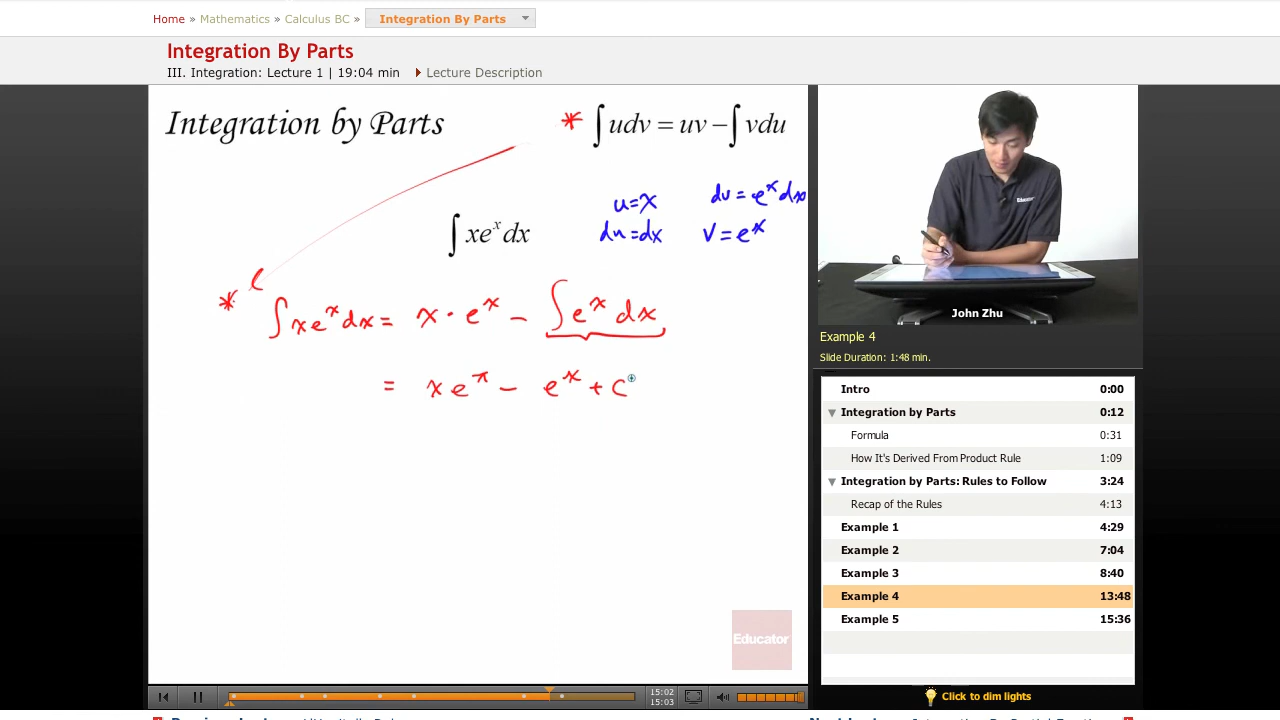 Home » Mathematics » Calculus BC » Integration By Parts
Integration By Parts
III. Integration: Lecture 1 | 19:04 min Lecture Description
Integration by Parts
* ∫udv = uv − ∫vdu
u=x dv=eˣdx
du=dx v=eˣ
∫xeˣdx
* ∫xeˣdx = x·eˣ − ∫eˣ dx
= xeˣ − eˣ + c
Educator
Educator
John Zhu
Example 4
Slide Duration: 1:48 min.
Intro 0:00
Integration by Parts 0:12
Formula 0:31
How It's Derived From Product Rule 1:09
Integration by Parts: Rules to Follow 3:24
Recap of the Rules 4:13
Example 1 4:29
Example 2 7:04
Example 3 8:40
Example 4 13:48
Example 5 15:36
15:02
15:03
Click to dim lights